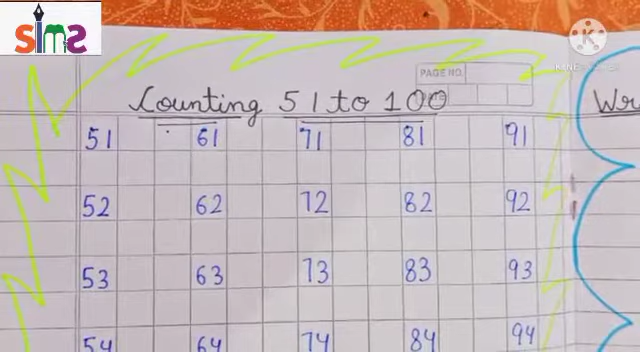 sims
PAGE NO.
Counting 51 to 100
51 61 71 81 91
52 62 72 82 92
53 63 73 83 93
54 64 74 84 94